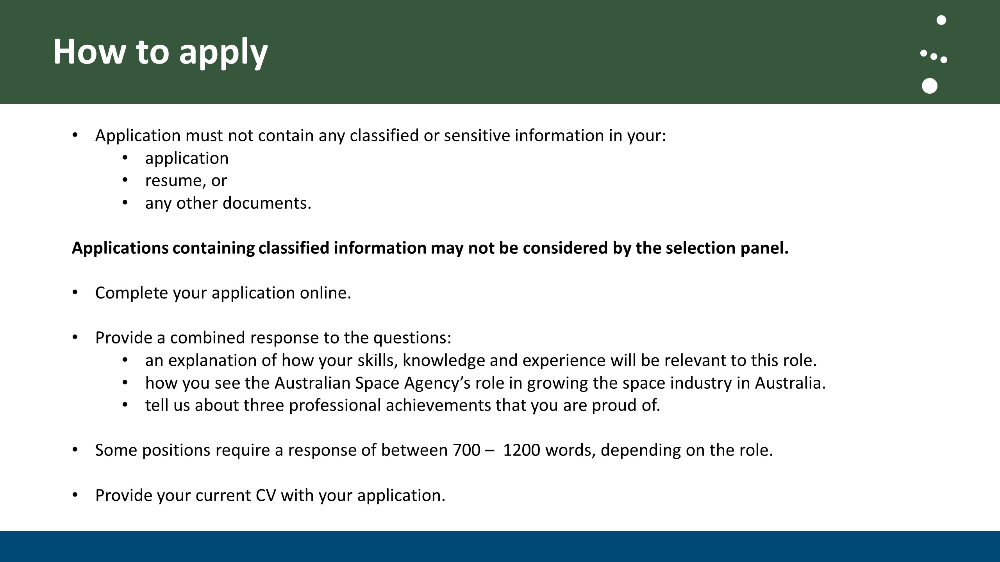 How to apply
• Application must not contain any classified or sensitive information in your:
• application
• resume, or
• any other documents.
Applications containing classified information may not be considered by the selection panel.
• Complete your application online.
• Provide a combined response to the questions:
• an explanation of how your skills, knowledge and experience will be relevant to this role.
• how you see the Australian Space Agency’s role in growing the space industry in Australia.
• tell us about three professional achievements that you are proud of.
• Some positions require a response of between 700 –  1200 words, depending on the role.
• Provide your current CV with your application.